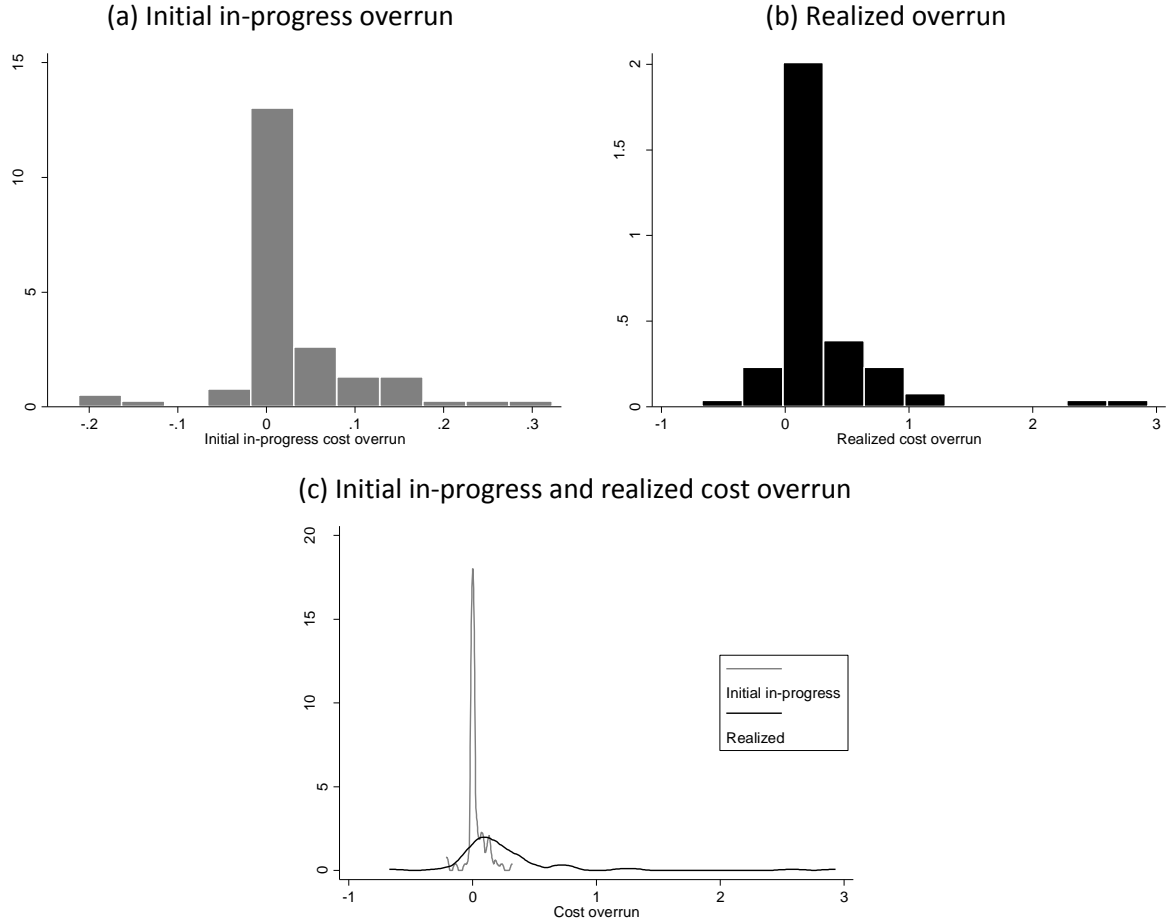 (a) Initial in-progress overrun
15
10
5
0
-.2 -.1 0 .1 .2 .3
Initial in-progress cost overrun
(b) Realized overrun
2
1.5
1
.5
0
-1 0 1 2 3
Realized cost overrun
(c) Initial in-progress and realized cost overrun
20
15
10
5
0
-1 0 1 2 3
Cost overrun
Initial in-progress
Realized